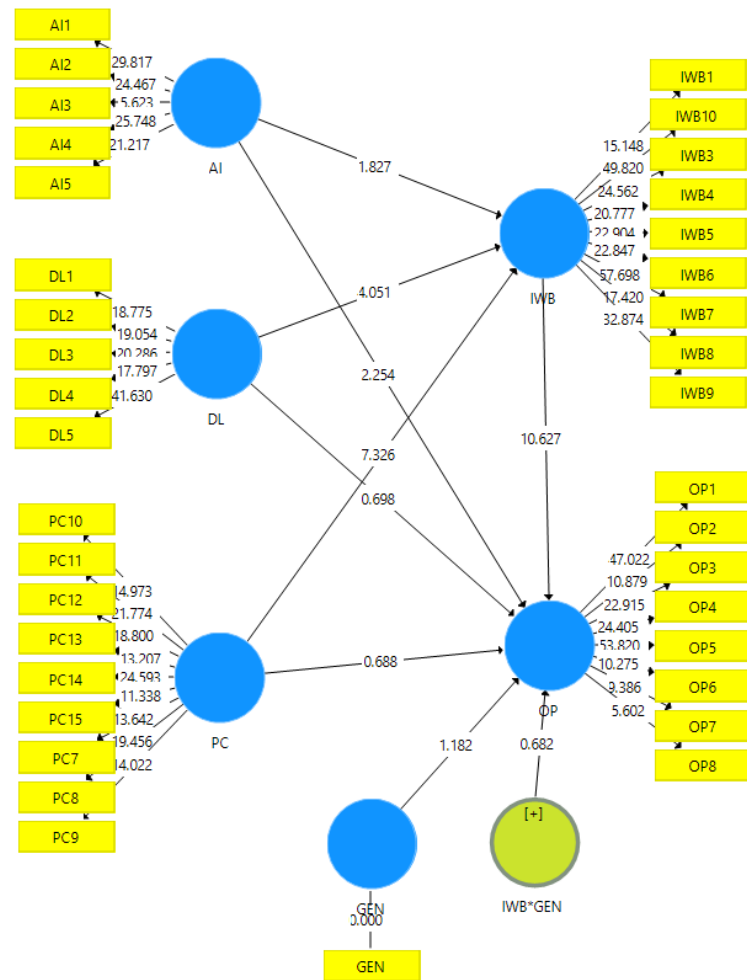 AI1
AI2
AI3
AI4
AI5
29.817
24.467
5.623
25.748
21.217
AI
DL1
DL2
DL3
DL4
DL5
18.775
19.054
20.286
17.797
41.630
DL
PC10
PC11
PC12
PC13
PC14
PC15
PC7
PC8
PC9
14.973
21.774
18.800
13.207
24.593
11.338
13.642
19.456
14.022
PC
1.827
4.051
2.254
7.326
0.698
0.688
10.627
1.182
0.682
IWB1
IWB10
IWB3
IWB4
IWB5
IWB6
IWB7
IWB8
IWB9
15.148
49.820
24.562
20.777
22.904
22.847
57.698
17.420
32.874
IWB
OP1
OP2
OP3
OP4
OP5
OP6
OP7
OP8
47.022
10.879
22.915
24.405
53.820
10.275
9.386
5.602
OP
GEN
0.000
GEN
[+]
IWB*GEN